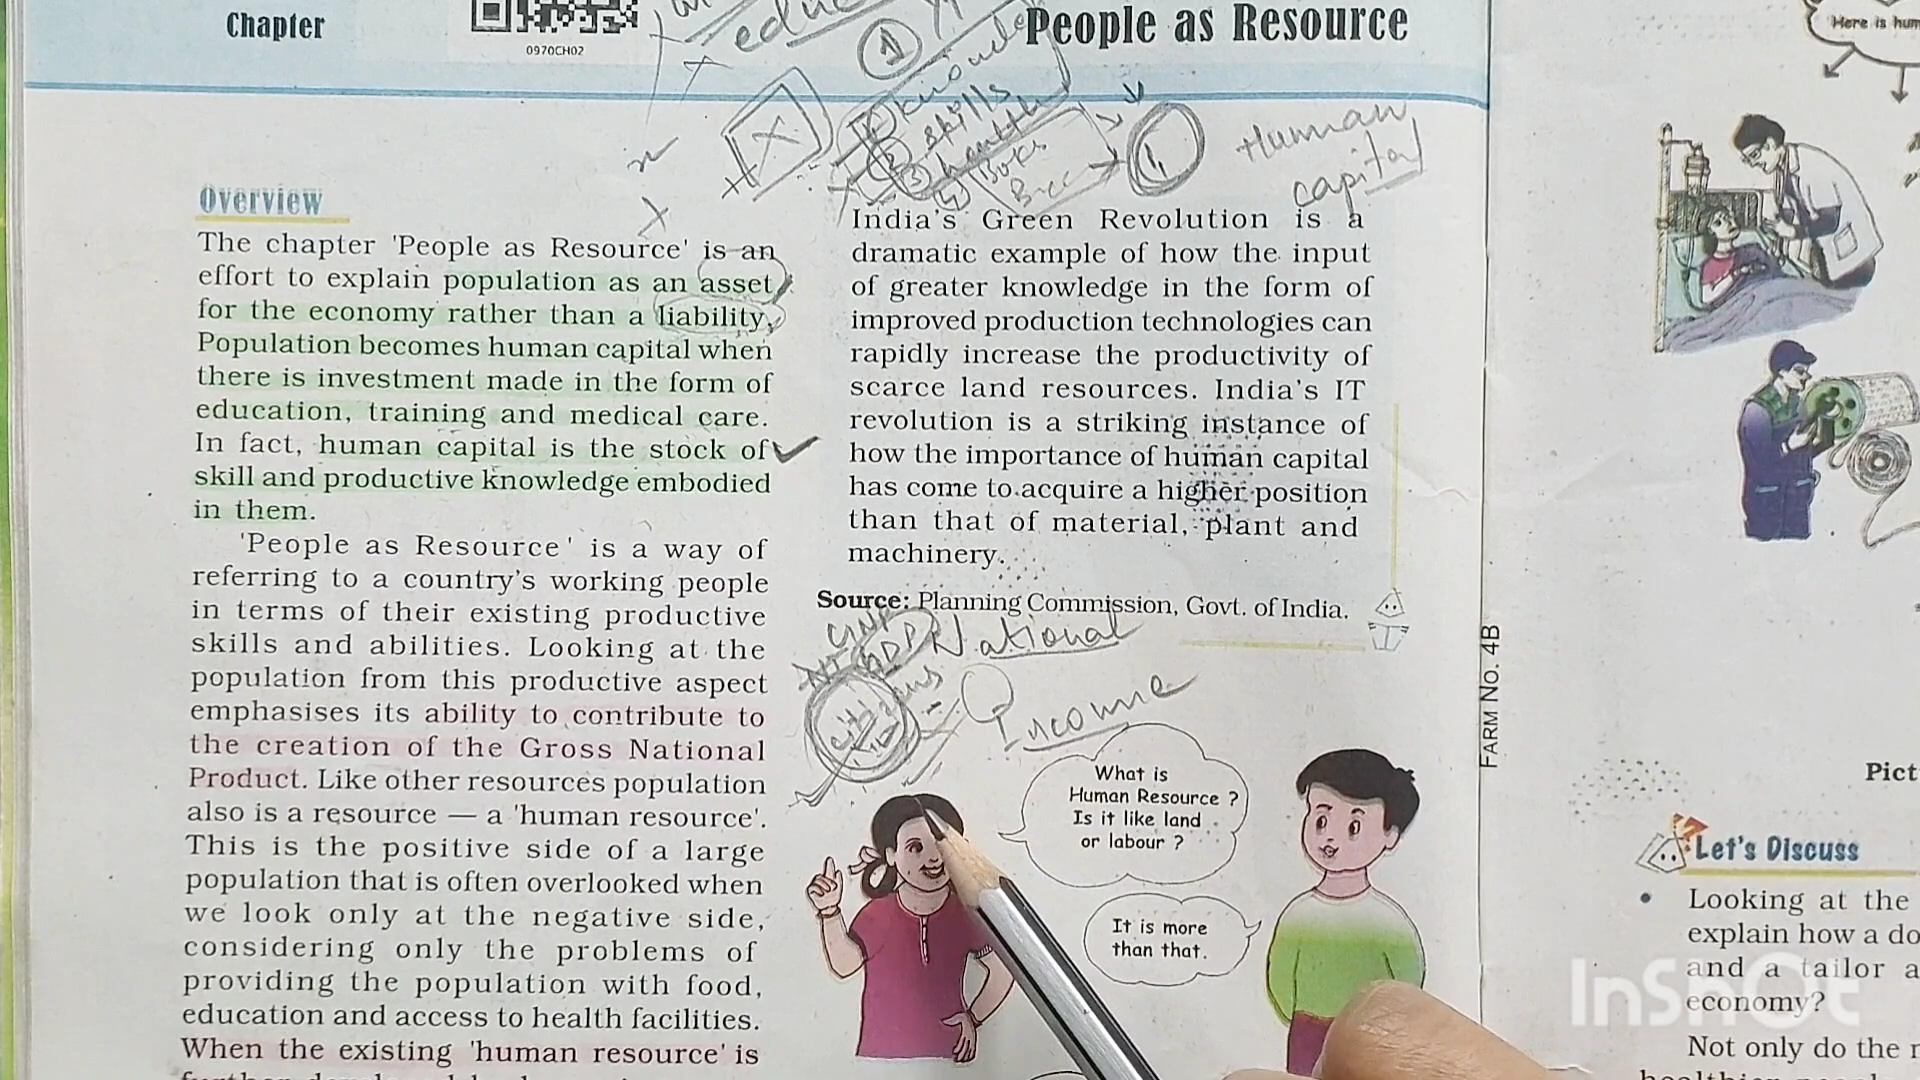 Chapter
0970CH02
People as Resource
edu
1
knowle
skills
health
Human
capital
Overview
The chapter 'People as Resource' is an
effort to explain population as an asset
for the economy rather than a liability.
Population becomes human capital when
there is investment made in the form of
education, training and medical care.
In fact, human capital is the stock of
skill and productive knowledge embodied
in them.
'People as Resource' is a way of
referring to a country's working people
in terms of their existing productive
skills and abilities. Looking at the
population from this productive aspect
emphasises its ability to contribute to
the creation of the Gross National
Product. Like other resources population
also is a resource — a 'human resource'.
This is the positive side of a large
population that is often overlooked when
we look only at the negative side,
considering only the problems of
providing the population with food,
education and access to health facilities.
When the existing 'human resource' is
India's Green Revolution is a
dramatic example of how the input
of greater knowledge in the form of
improved production technologies can
rapidly increase the productivity of
scarce land resources. India's IT
revolution is a striking instance of
how the importance of human capital
has come to acquire a higher position
than that of material, plant and
machinery.
Source: Planning Commission, Govt. of India.
GNP
GDP
National
Income
What is
Human Resource ?
Is it like land
or labour ?
It is more
than that.
FARM No. 4B
Here is hum
Pict
Let's Discuss
• Looking at the
explain how a do
and a tailor a
economy?
Not only do the
InShot